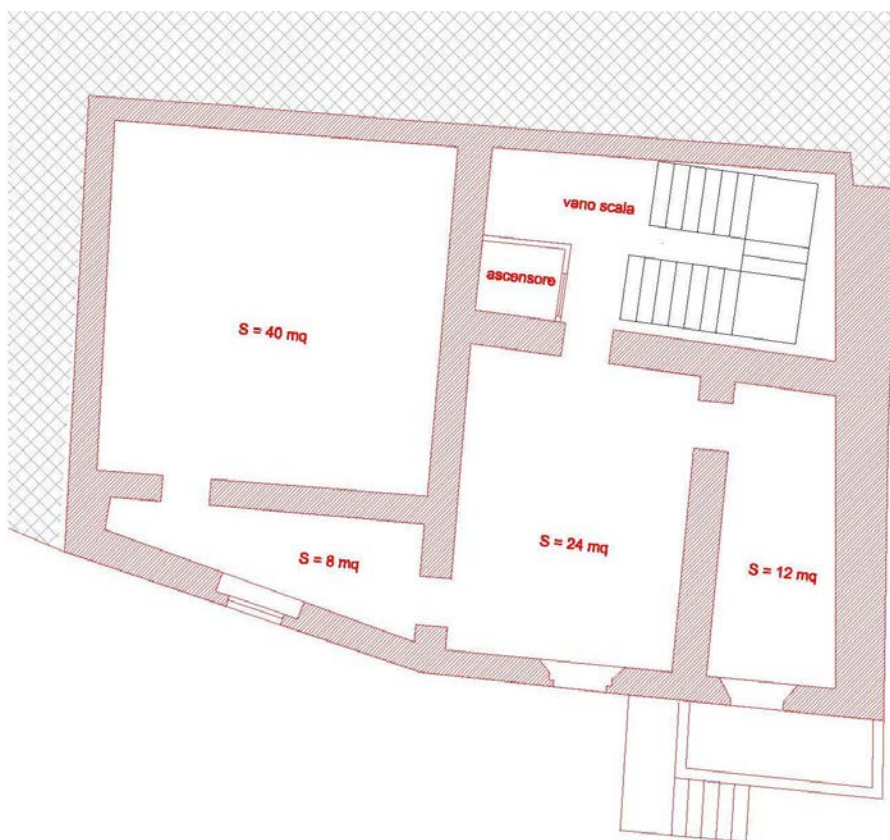 vano scala
ascensore
S = 40 mq
S = 24 mq
S = 8 mq
S = 12 mq